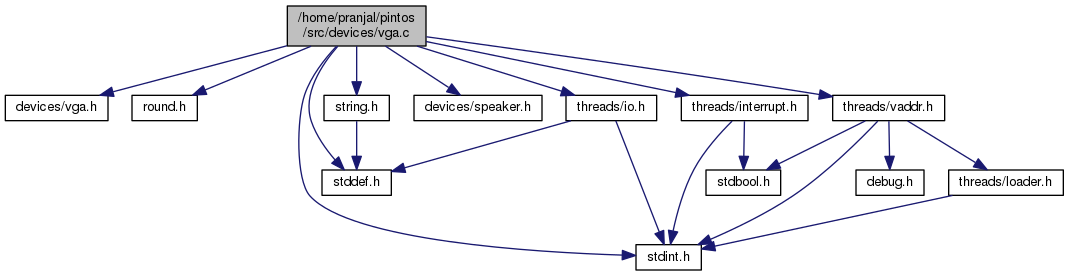 /home/pranjal/pintos
/src/devices/vga.c
devices/vga.h
round.h
string.h
devices/speaker.h
threads/io.h
threads/interrupt.h
threads/vaddr.h
stddef.h
stdbool.h
debug.h
threads/loader.h
stdint.h